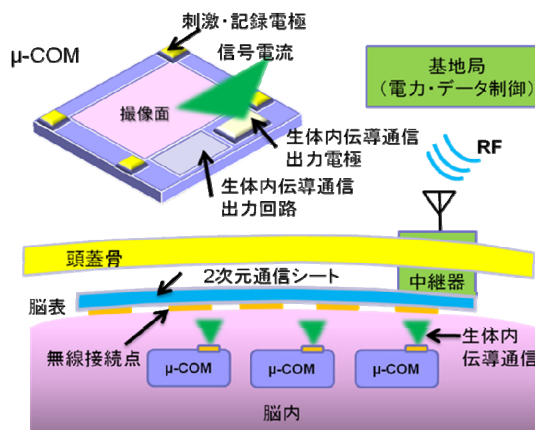 刺激・記録電極
μ-COM
信号電流
撮像面
生体内伝導通信
出力電極
生体内伝導通信
出力回路
基地局
(電力・データ制御)
RF
頭蓋骨
中継器
2次元通信シート
脳表
無線接続点
生体内
伝導通信
μ-COM
μ-COM
μ-COM
脳内